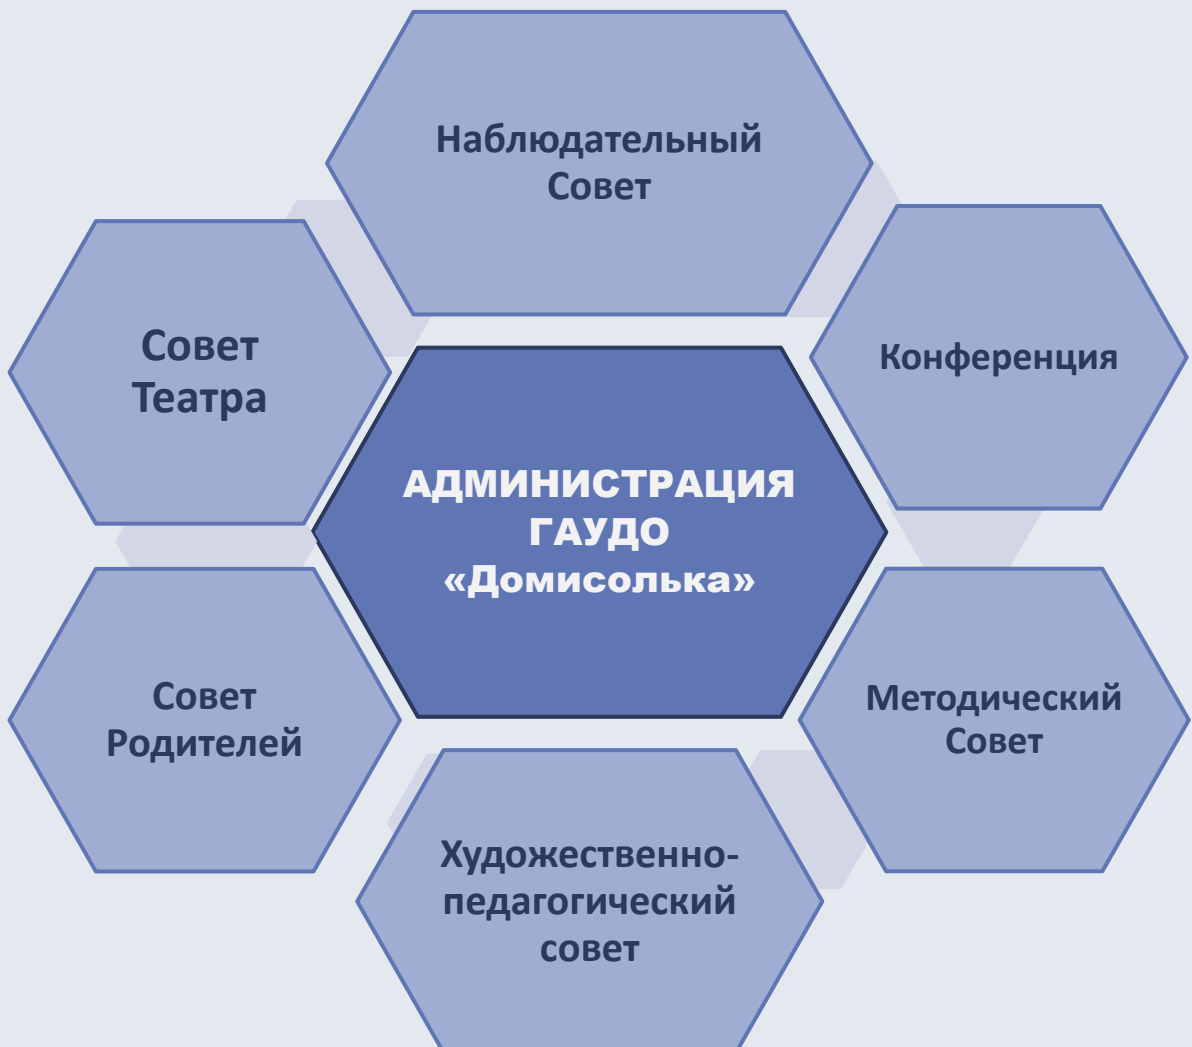 Наблюдательный
Совет
Совет
Театра
Конференция
АДМИНИСТРАЦИЯ
ГАУДО
«Домисолька»
Совет
Родителей
Методический
Совет
Художественно-
педагогический
совет